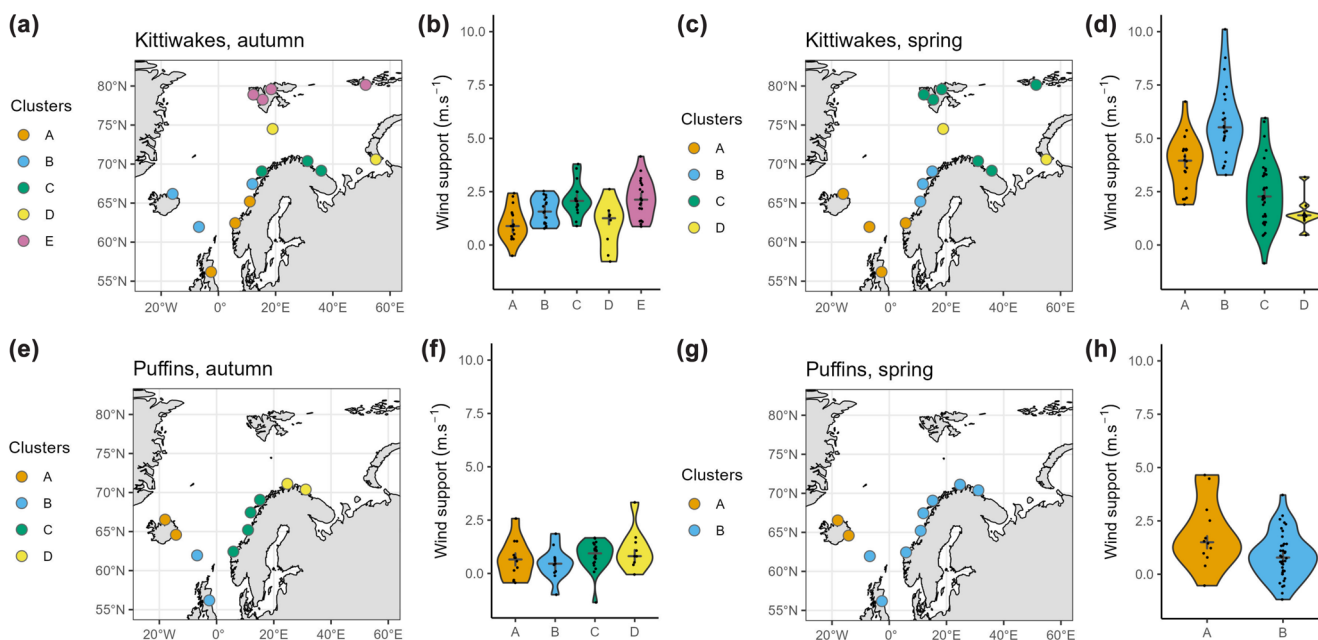 (a)
Kittiwakes, autumn
Clusters
A
B
C
D
E
80°N
75°N
70°N
65°N
60°N
55°N
20°W
0°
20°E
40°E
60°E
(b)
Wind support (m.s⁻¹)
10.0
7.5
5.0
2.5
0.0
A
B
C
D
E
(c)
Kittiwakes, spring
Clusters
A
B
C
D
80°N
75°N
70°N
65°N
60°N
55°N
20°W
0°
20°E
40°E
60°E
(d)
Wind support (m.s⁻¹)
10.0
7.5
5.0
2.5
0.0
A
B
C
D
(e)
Puffins, autumn
Clusters
A
B
C
D
80°N
75°N
70°N
65°N
60°N
55°N
20°W
0°
20°E
40°E
60°E
(f)
Wind support (m.s⁻¹)
10.0
7.5
5.0
2.5
0.0
A
B
C
D
(g)
Puffins, spring
Clusters
A
B
80°N
75°N
70°N
65°N
60°N
55°N
20°W
0°
20°E
40°E
60°E
(h)
Wind support (m.s⁻¹)
10.0
7.5
5.0
2.5
0.0
A
B